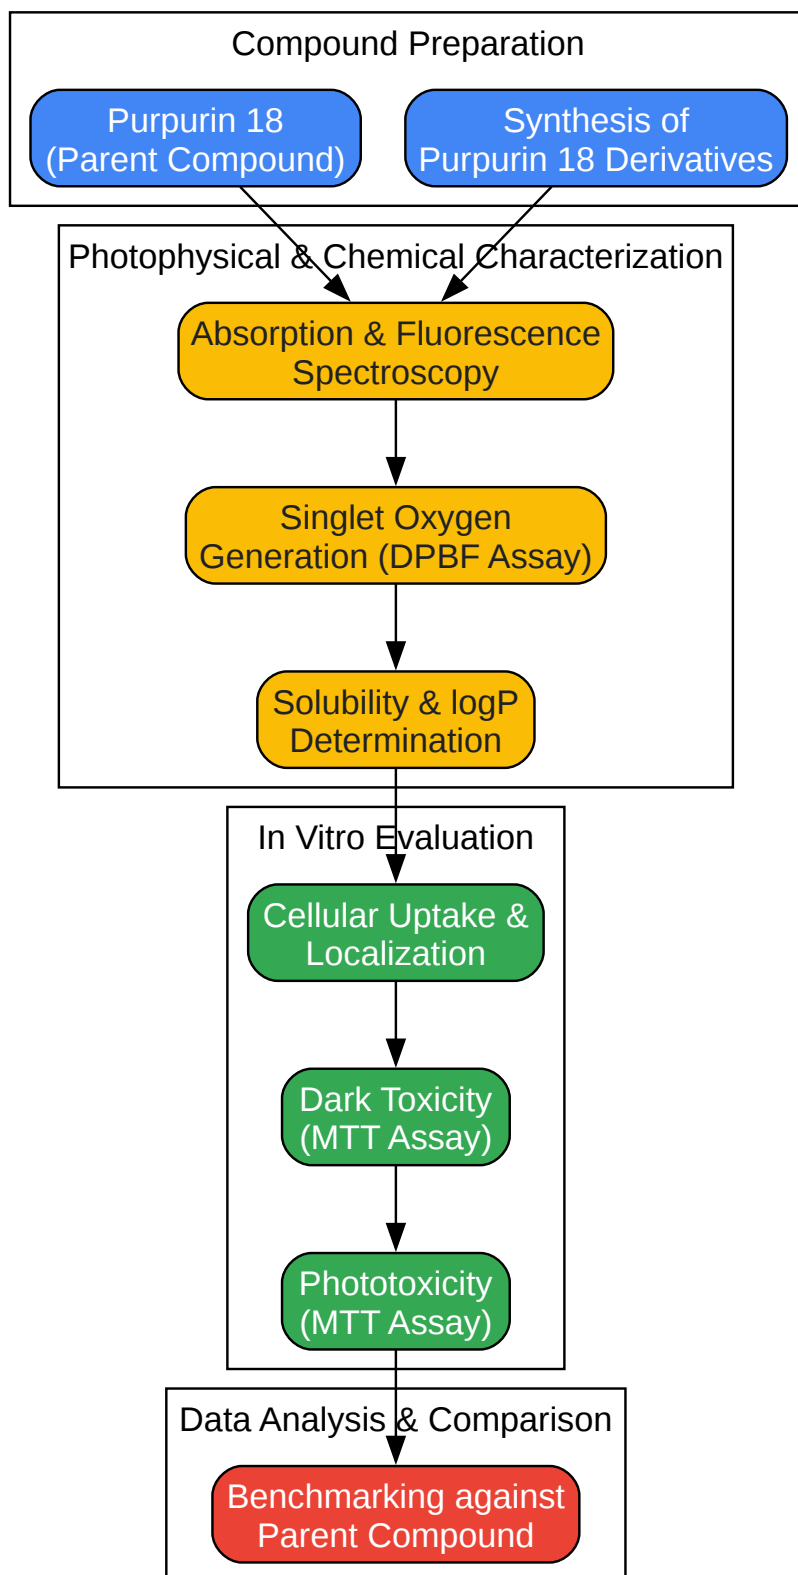 Compound Preparation
Purpurin 18
(Parent Compound)
Synthesis of
Purpurin 18 Derivatives
Photophysical & Chemical Characterization
Absorption & Fluorescence
Spectroscopy
Singlet Oxygen
Generation (DPBF Assay)
Solubility & logP
Determination
In Vitro Evaluation
Cellular Uptake &
Localization
Dark Toxicity
(MTT Assay)
Phototoxicity
(MTT Assay)
Data Analysis & Comparison
Benchmarking against
Parent Compound